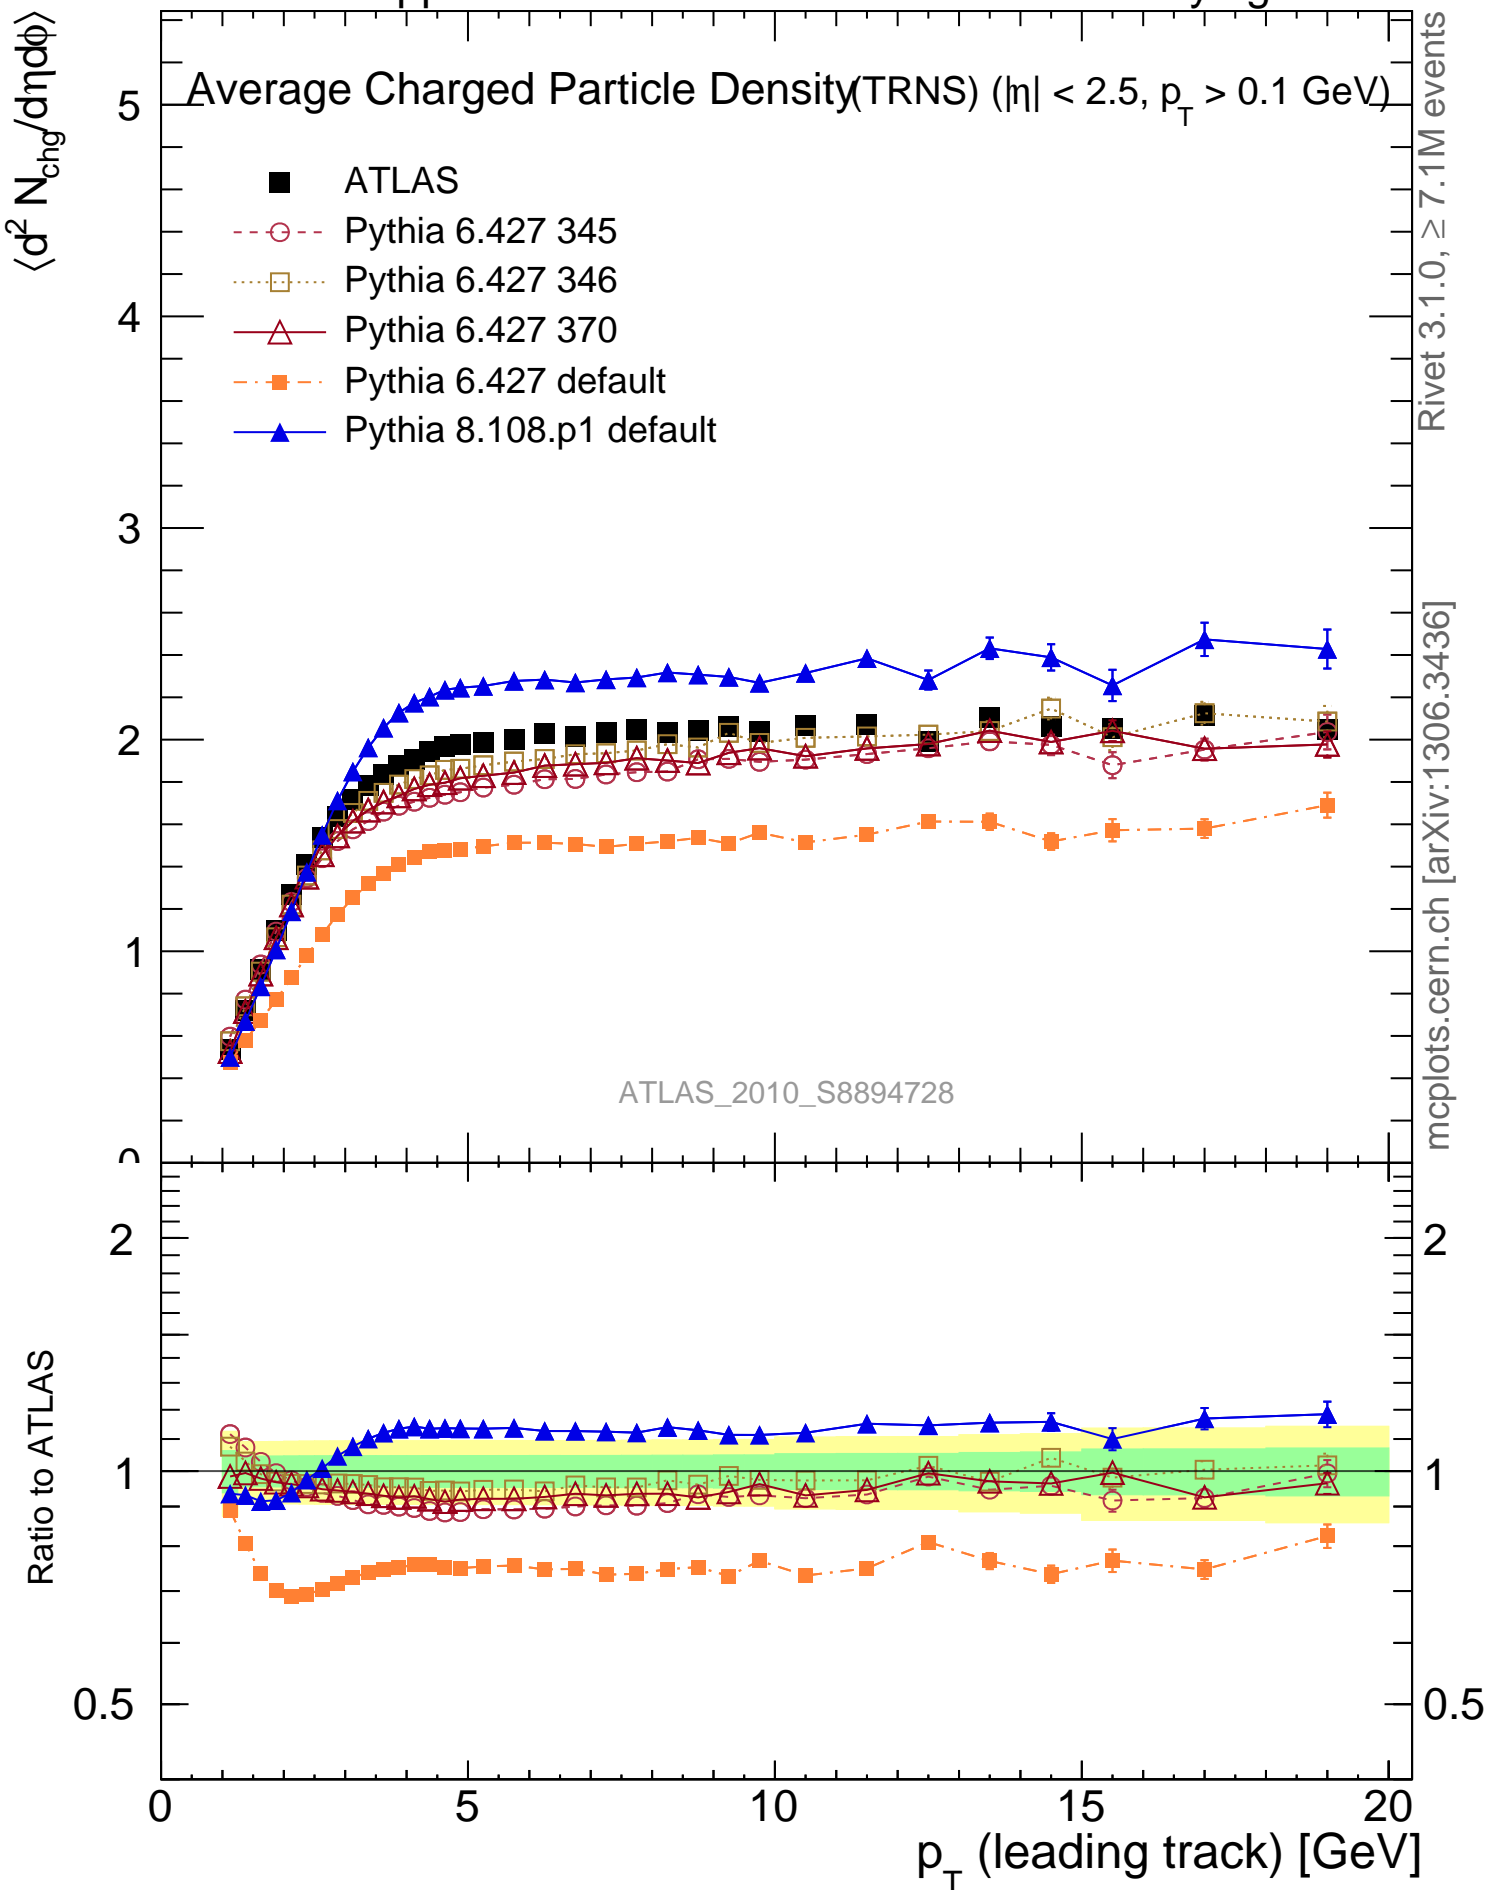 ⟨d² N_chg/dηdϕ⟩
Average Charged Particle Density (TRNS) (|η| < 2.5, p_T > 0.1 GeV)
ATLAS
Pythia 6.427 345
Pythia 6.427 346
Pythia 6.427 370
Pythia 6.427 default
Pythia 8.108.p1 default
5
4
3
2
1
ATLAS_2010_S8894728
Rivet 3.1.0, ≥ 7.1M events
mcplots.cern.ch [arXiv:1306.3436]
Ratio to ATLAS
2
1
0.5
2
1
0.5
0 5 10 15 20
p_T (leading track) [GeV]